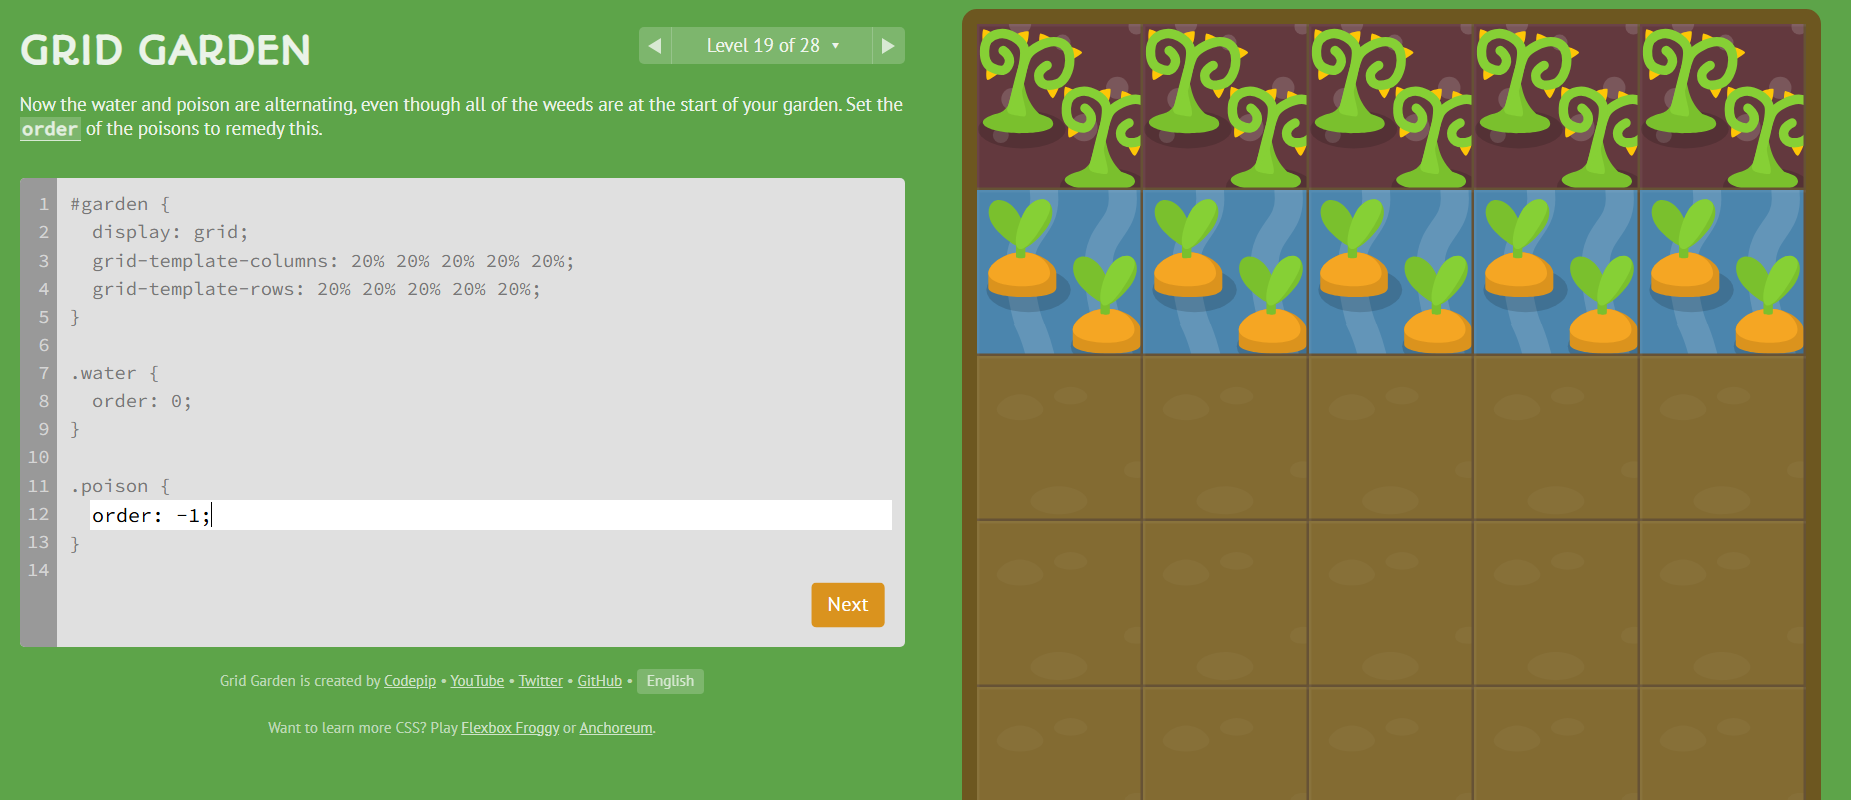 GRID GARDEN
◀ Level 19 of 28 ▾ ▶
Now the water and poison are alternating, even though all of the weeds are at the start of your garden. Set the
order of the poisons to remedy this.
1 #garden {
2   display: grid;
3   grid-template-columns: 20% 20% 20% 20% 20%;
4   grid-template-rows: 20% 20% 20% 20% 20%;
5 }
6
7 .water {
8   order: 0;
9 }
10
11 .poison {
12   order: -1;
13 }
14
Next
Grid Garden is created by Codepip • YouTube • Twitter • GitHub • English
Want to learn more CSS? Play Flexbox Froggy or Anchoreum.